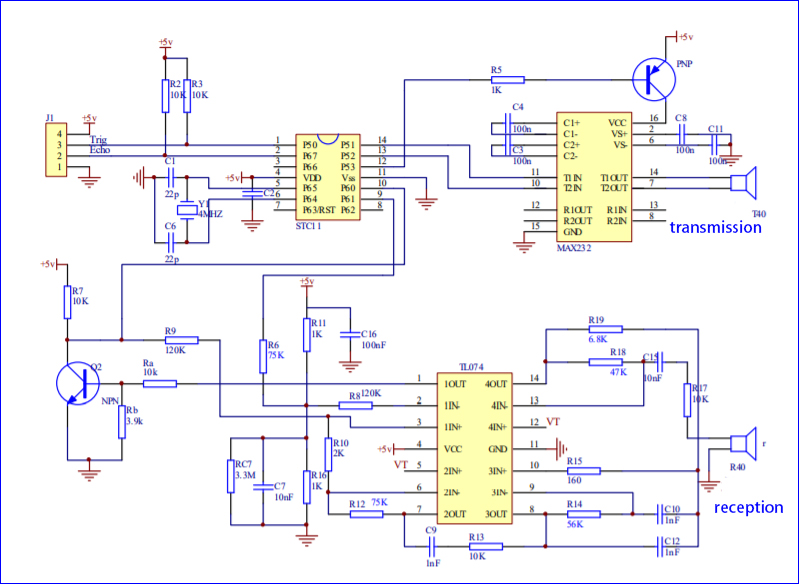 +5v
+5v
PNP
R5
1K
R2
10K
R3
10K
J1
+5v
4
3
2
1
Trig
Echo
1
2
3
4
5
6
7
P50
P67
P66
VDD
P65
P64
P63/RST
P51
P52
P53
Vss
P60
P61
P62
14
13
12
11
10
9
8
STC11
C1
22p
Y1
4MHZ
C6
22p
+5v
C2
C4
100n
C3
100n
C1+
C1-
C2+
C2-
T1IN
T2IN
R1OUT
R2OUT
GND
VCC
VS+
VS-
T1OUT
T2OUT
R1IN
R2IN
11
10
12
9
15
16
2
6
14
7
13
8
MAX232
C8
100n
C11
100n
T40
transmission
+5v
R7
10K
R9
120K
Q2
NPN
Ra
10k
Rb
3.9k
R6
75K
+5v
R11
1K
C16
100nF
R8
120K
RC7
3.3M
C7
10nF
R16
1K
R10
2K
R12
75K
+5v
VT
TL074
1
2
3
4
5
6
7
1OUT
1IN-
1IN+
VCC
2IN+
2IN-
2OUT
4OUT
4IN-
4IN+
GND
3IN+
3IN-
3OUT
14
13
12
11
10
9
8
VT
R19
6.8K
R18
47K
C15
10nF
R17
10K
r
R40
reception
R15
160
R14
56K
C10
1nF
C12
1nF
C9
1nF
R13
10K